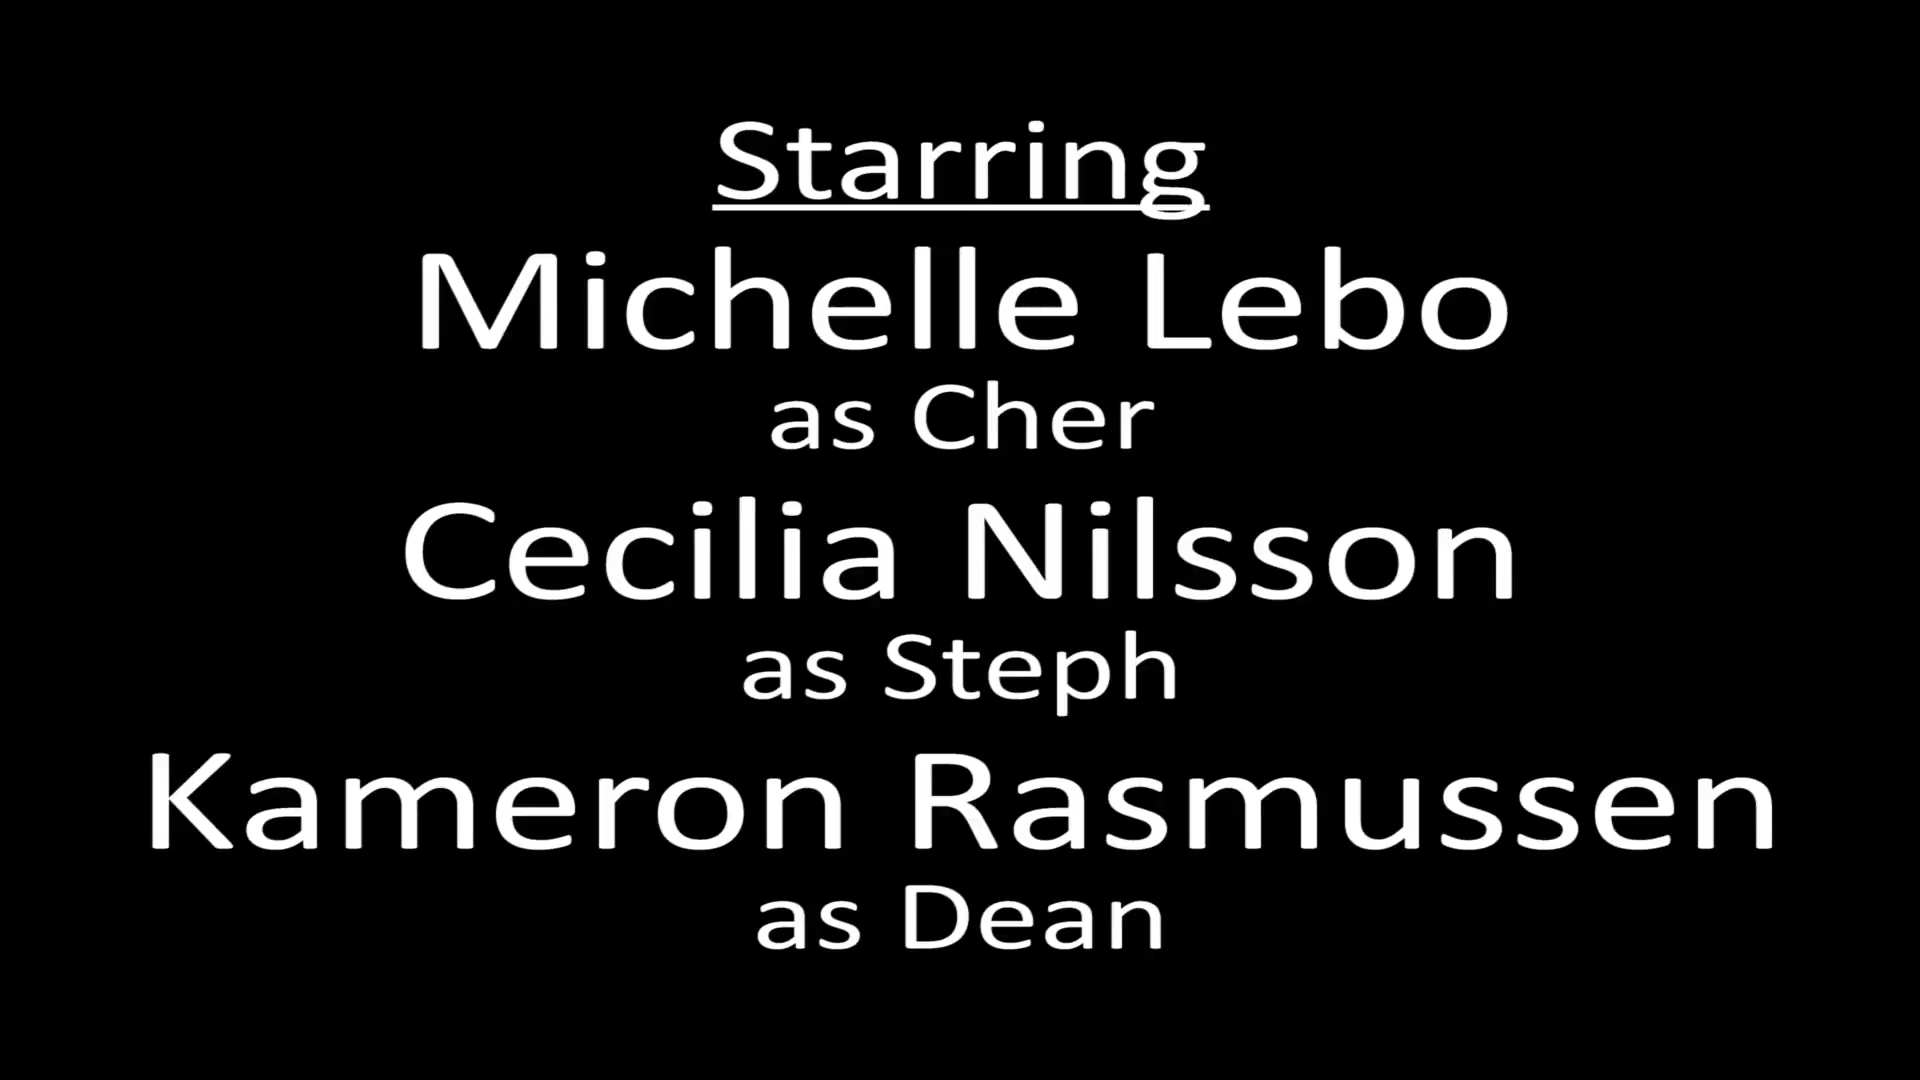 Starring
Michelle Lebo
as Cher
Cecilia Nilsson
as Steph
Kameron Rasmussen
as Dean